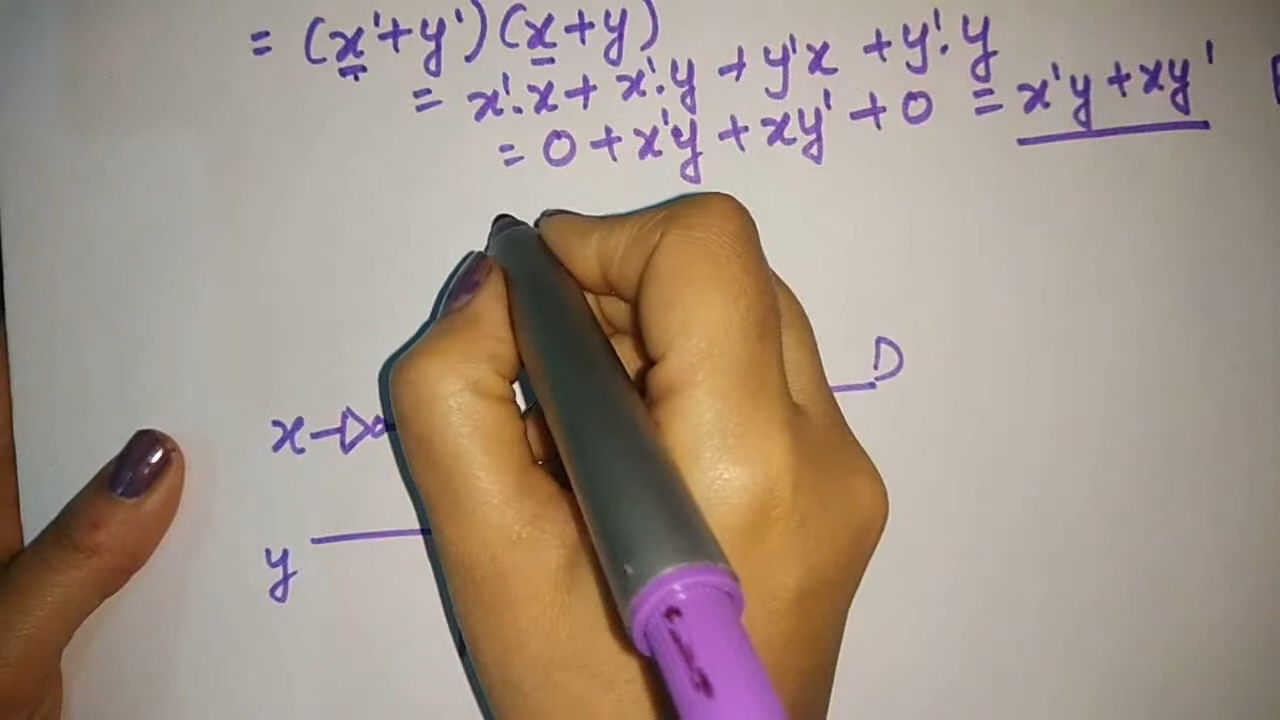 = (x'+y')(x+y)
= x'.x + x'.y + y'x + y'.y
= 0 + x'y + xy' + 0 = x'y + xy'
D
x
y